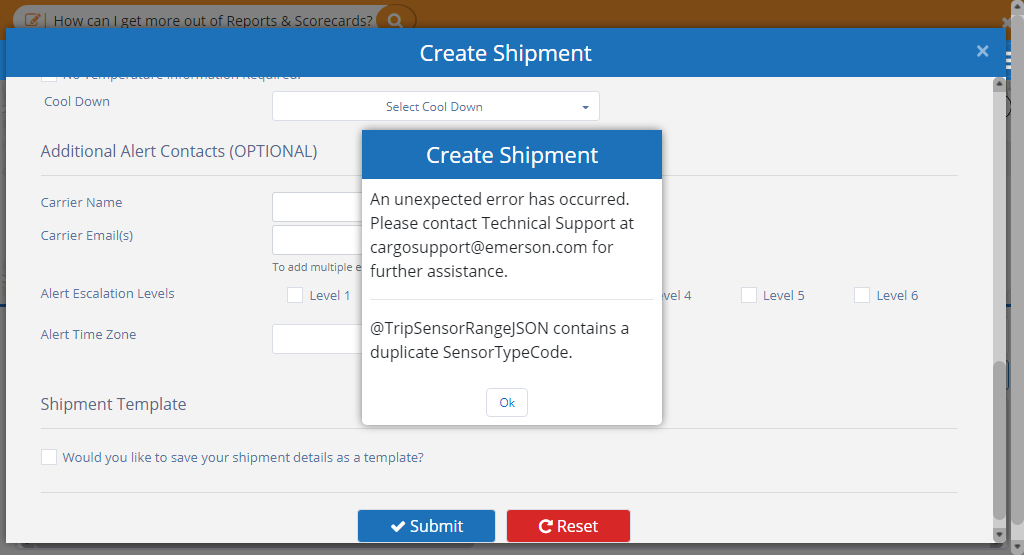 How can I get more out of Reports & Scorecards?
Create Shipment
×
No Temperature Information Required.
Cool Down
Select Cool Down
Additional Alert Contacts (OPTIONAL)
Carrier Name
Carrier Email(s)
To add multiple e
Alert Escalation Levels
Level 1
vel 4
Level 5
Level 6
Alert Time Zone
Create Shipment
An unexpected error has occurred.
Please contact Technical Support at
cargosupport@emerson.com for
further assistance.
@TripSensorRangeJSON contains a
duplicate SensorTypeCode.
Ok
Shipment Template
Would you like to save your shipment details as a template?
Submit
Reset